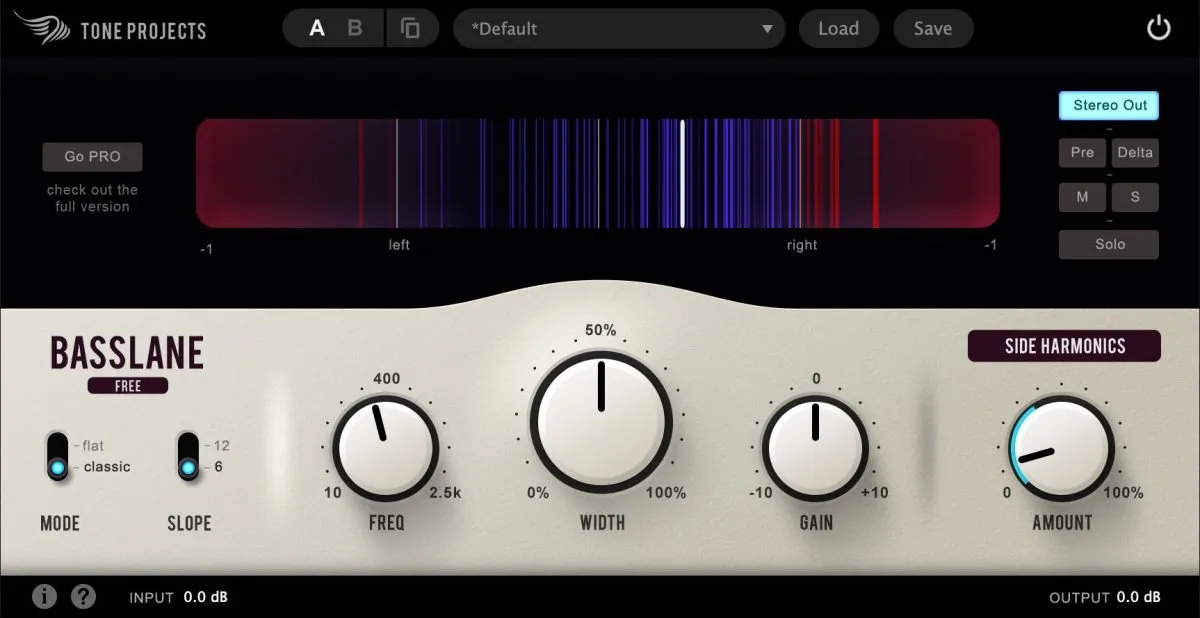 TONE PROJECTS
A B
*Default
Load
Save
Stereo Out
Go PRO
check out the
full version
Pre
Delta
M
S
Solo
-1
left
right
-1
BASSLANE
FREE
SIDE HARMONICS
flat
classic
MODE
12
6
SLOPE
400
10
2.5k
FREQ
50%
0%
100%
WIDTH
0
-10
+10
GAIN
0
100%
AMOUNT
i
?
INPUT 0.0 dB
OUTPUT 0.0 dB